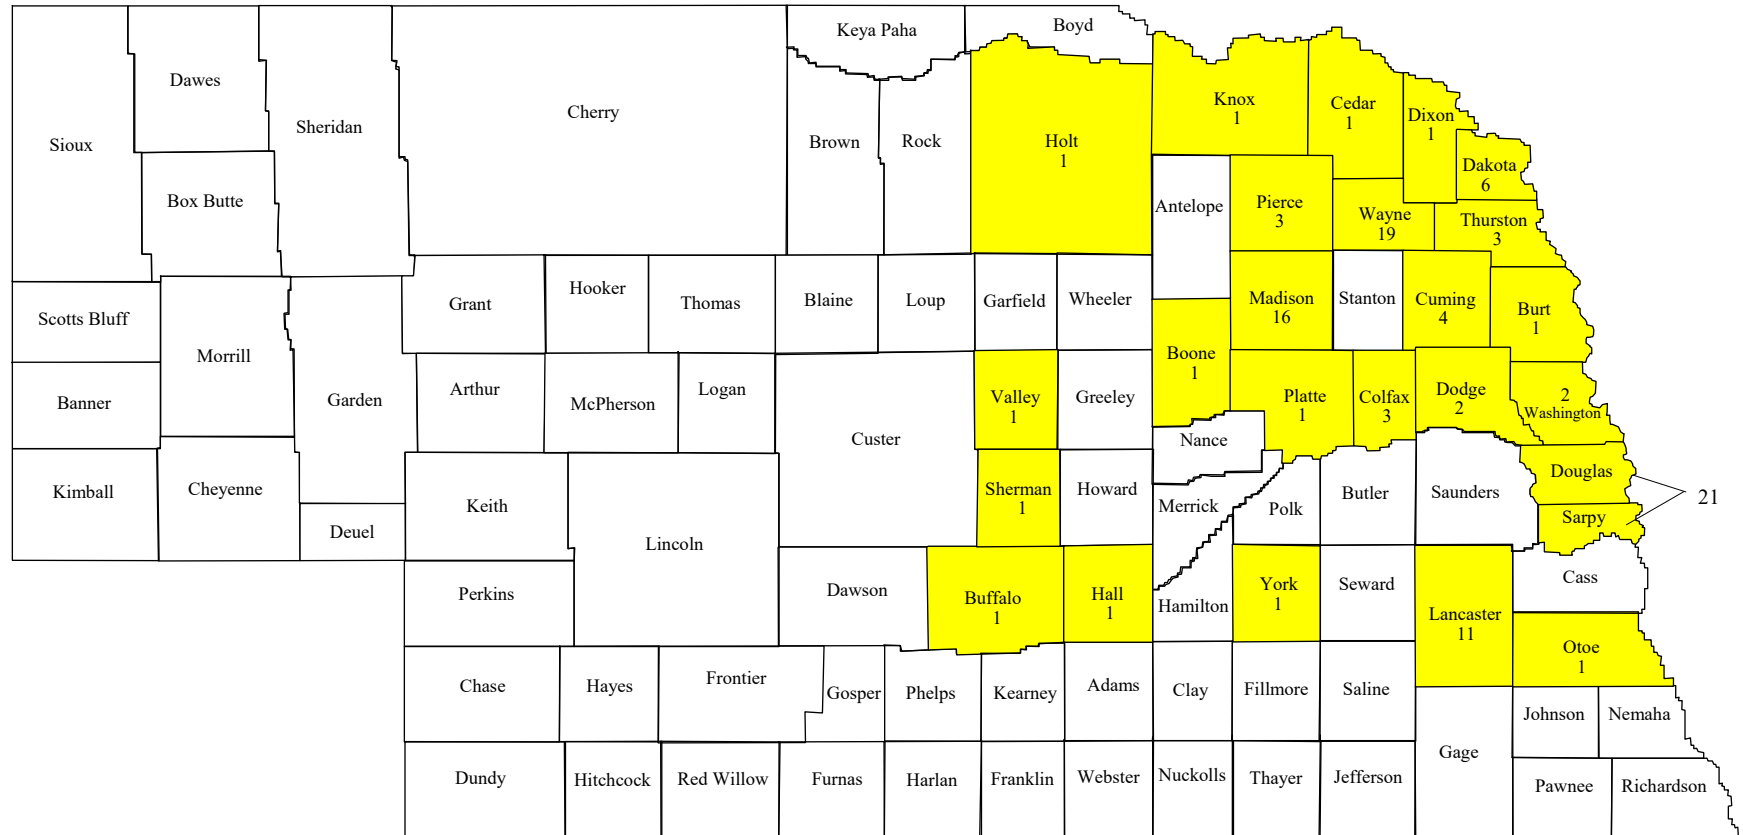 Boyd
Keya Paha
Dawes
Sheridan
Cherry
Sioux
Brown
Rock
Holt
1
Knox
1
Cedar
1
Dixon
1
Dakota
6
Box Butte
Antelope
Pierce
3
Wayne
19
Thurston
3
Scotts Bluff
Morrill
Grant
Hooker
Thomas
Blaine
Loup
Garfield
Wheeler
Madison
16
Stanton
Cuming
4
Burt
1
Banner
Garden
Arthur
McPherson
Logan
Custer
Valley
1
Greeley
Boone
1
Platte
1
Colfax
3
Dodge
2
2
Washington
Nance
Kimball
Cheyenne
Deuel
Keith
Lincoln
Sherman
1
Howard
Merrick
Polk
Butler
Saunders
Douglas
21
Sarpy
Perkins
Dawson
Buffalo
1
Hall
1
Hamilton
York
1
Seward
Lancaster
11
Cass
Otoe
1
Chase
Hayes
Frontier
Gosper
Phelps
Kearney
Adams
Clay
Fillmore
Saline
Johnson
Nemaha
Gage
Dundy
Hitchcock
Red Willow
Furnas
Harlan
Franklin
Webster
Nuckolls
Thayer
Jefferson
Pawnee
Richardson